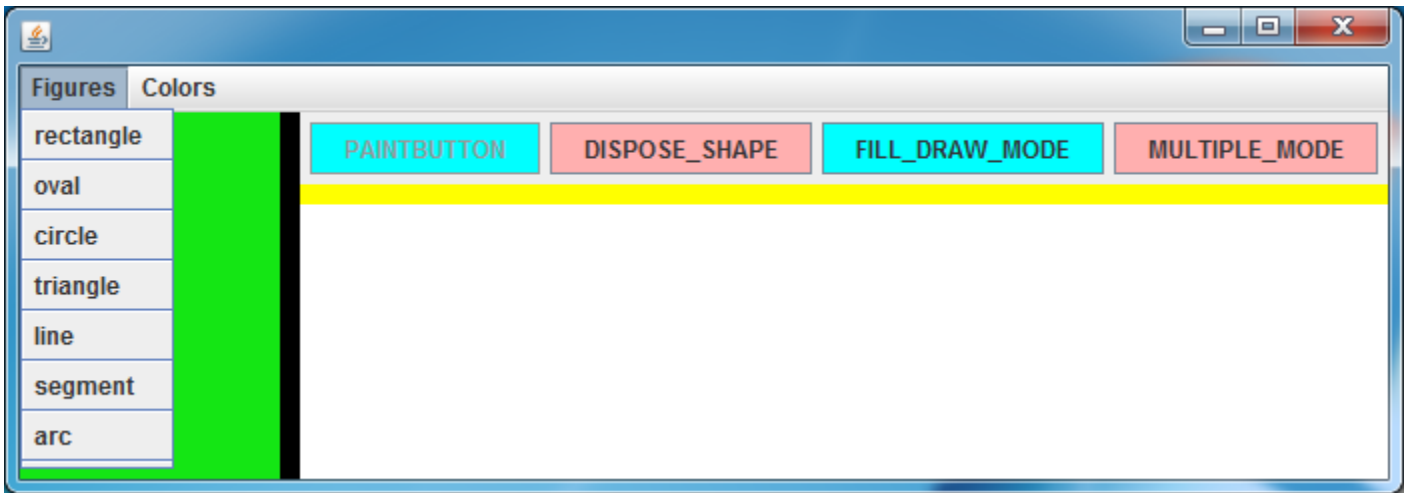 Figures Colors
rectangle
oval
circle
triangle
line
segment
arc
PAINTBUTTON DISPOSE_SHAPE FILL_DRAW_MODE MULTIPLE_MODE